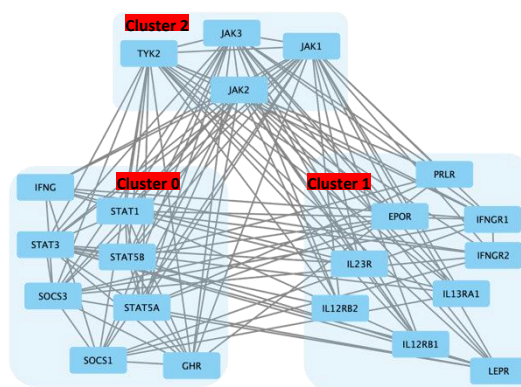 Cluster 2
JAK3
TYK2
JAK1
JAK2
Cluster 0
IFNG
STAT1
STAT3
STAT5B
SOCS3
STAT5A
SOCS1
GHR
Cluster 1
PRLR
EPOR
IFNGR1
IFNGR2
IL23R
IL13RA1
IL12RB2
IL12RB1
LEPR